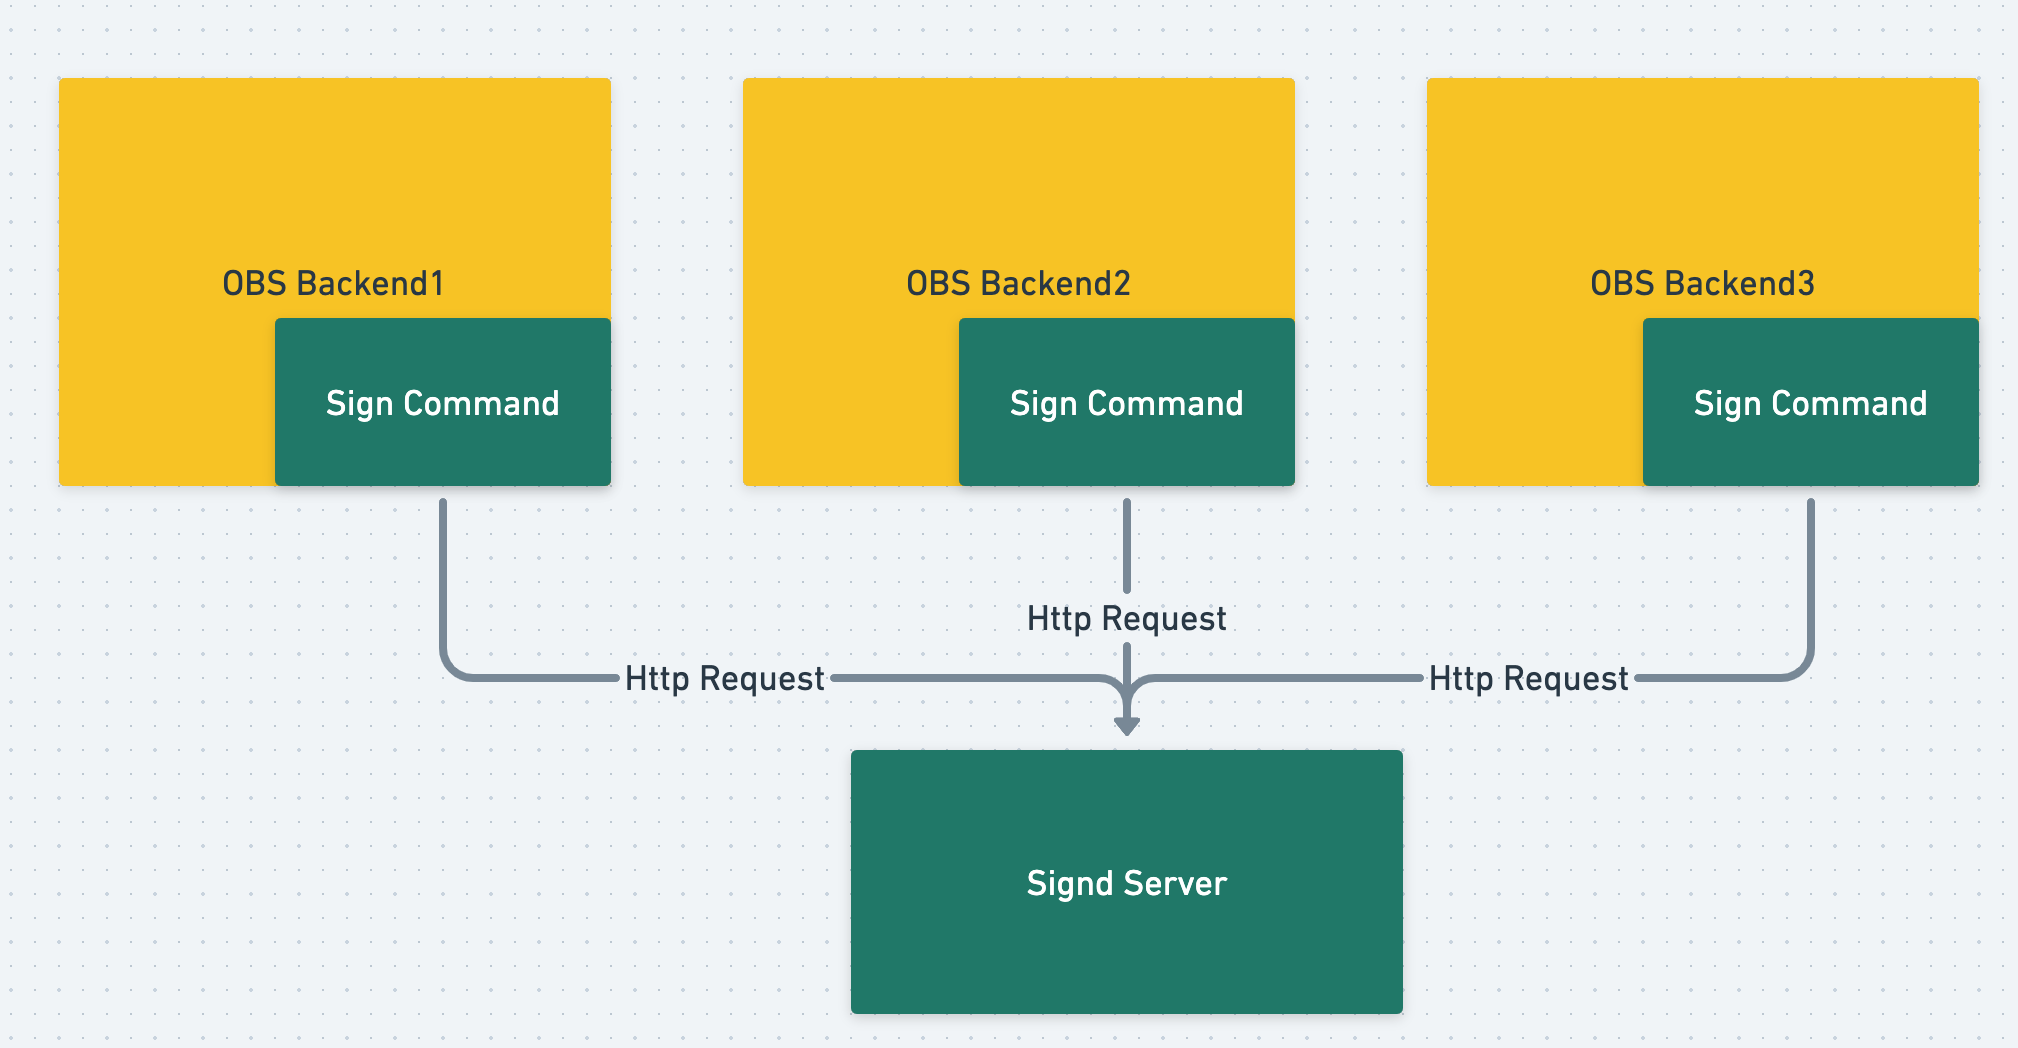 OBS Backend1
Sign Command
OBS Backend2
Sign Command
OBS Backend3
Sign Command
Http Request
Http Request
Http Request
Signd Server